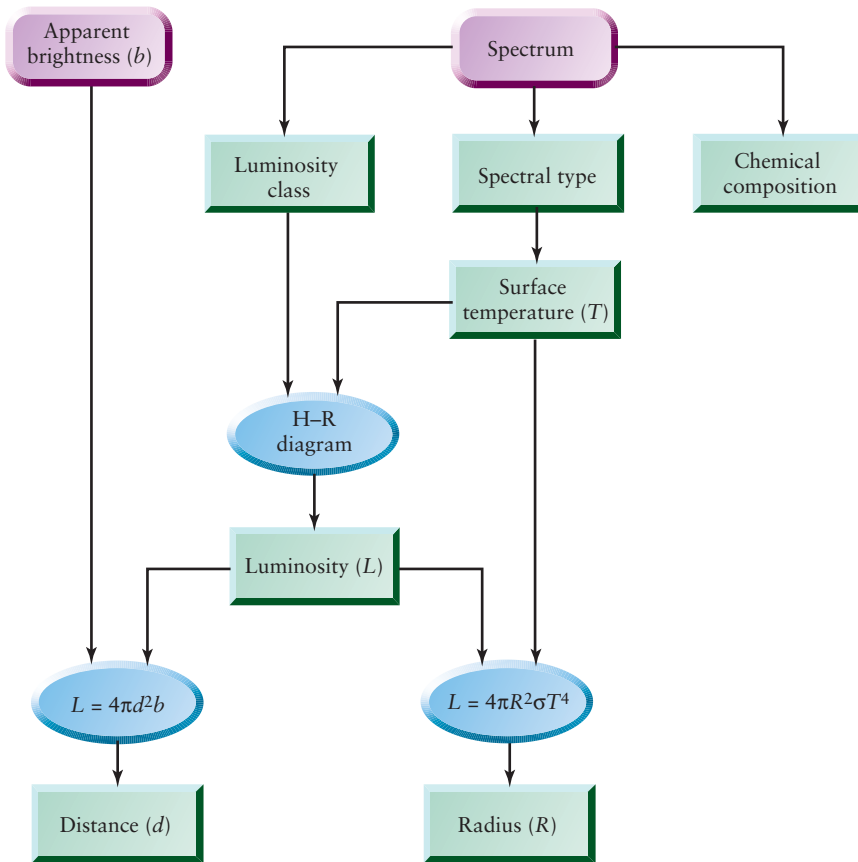 Apparent
brightness (b)
Spectrum
Luminosity
class
Spectral type
Chemical
composition
Surface
temperature (T)
H–R
diagram
Luminosity (L)
L = 4πd²b
L = 4πR²σT⁴
Distance (d)
Radius (R)